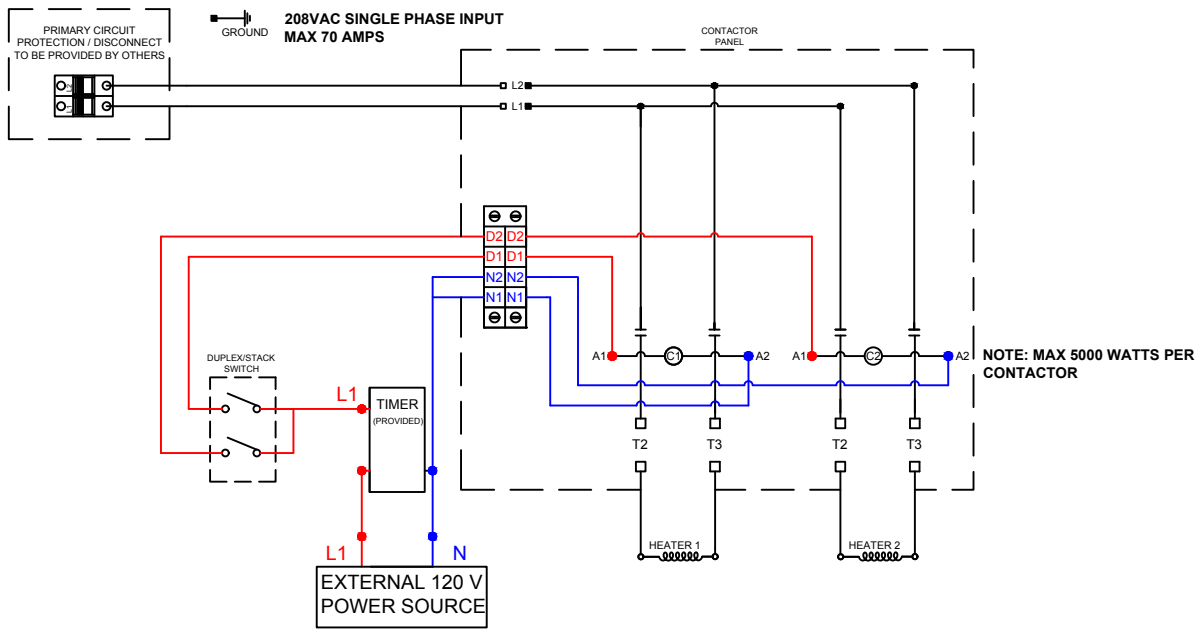 PRIMARY CIRCUIT
PROTECTION / DISCONNECT
TO BE PROVIDED BY OTHERS
L2
L1
GROUND
208VAC SINGLE PHASE INPUT
MAX 70 AMPS
CONTACTOR
PANEL
L2
L1
D2 D2
D1 D1
N2 N2
N1 N1
A1 C1 A2
A1 C2 A2
NOTE: MAX 5000 WATTS PER
CONTACTOR
DUPLEX/STACK
SWITCH
L1
TIMER
(PROVIDED)
T2 T3
T2 T3
HEATER 1
HEATER 2
L1 N
EXTERNAL 120 V
POWER SOURCE